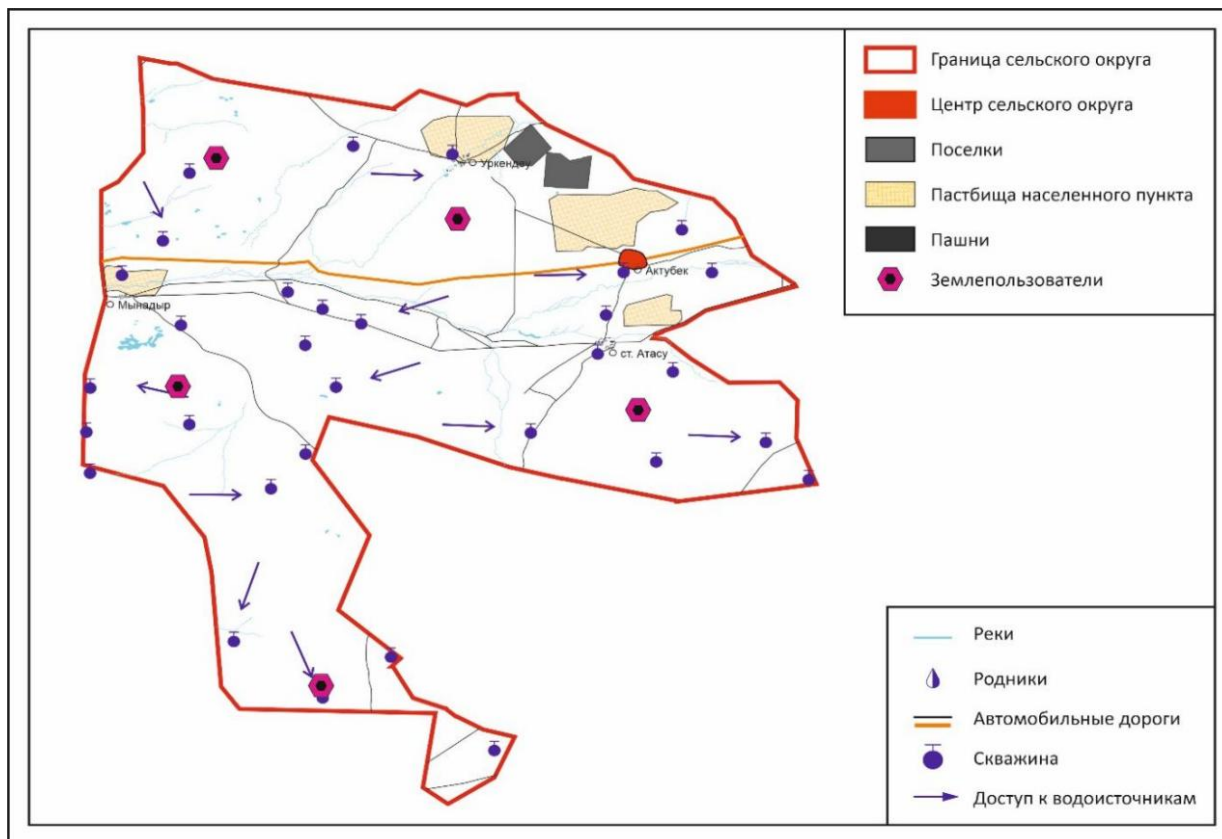 Граница сельского округа
Центр сельского округа
Поселки
Пастбища населенного пункта
Пашни
Землепользователи
Уркендеу
Актубек
Мынадыр
ст. Атасу
Реки
Родники
Автомобильные дороги
Скважина
Доступ к водоисточникам